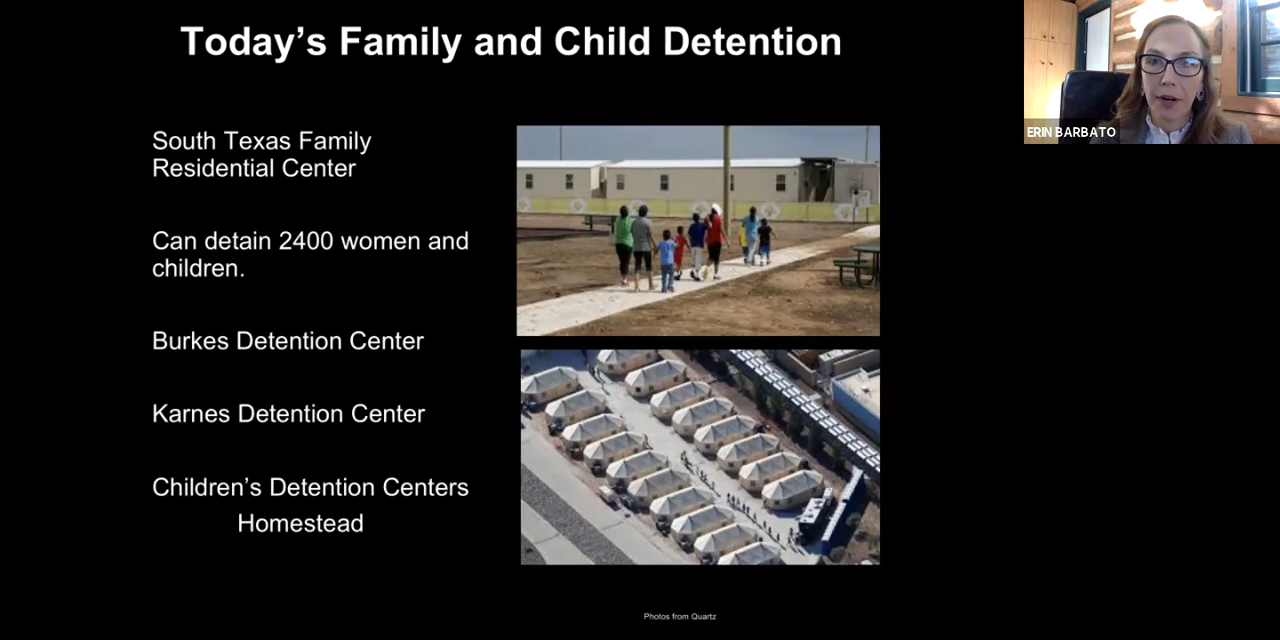 Today’s Family and Child Detention
South Texas Family
Residential Center
Can detain 2400 women and
children.
Burkes Detention Center
Karnes Detention Center
Children’s Detention Centers
Homestead
Photos from Quartz
ERIN BARBATO